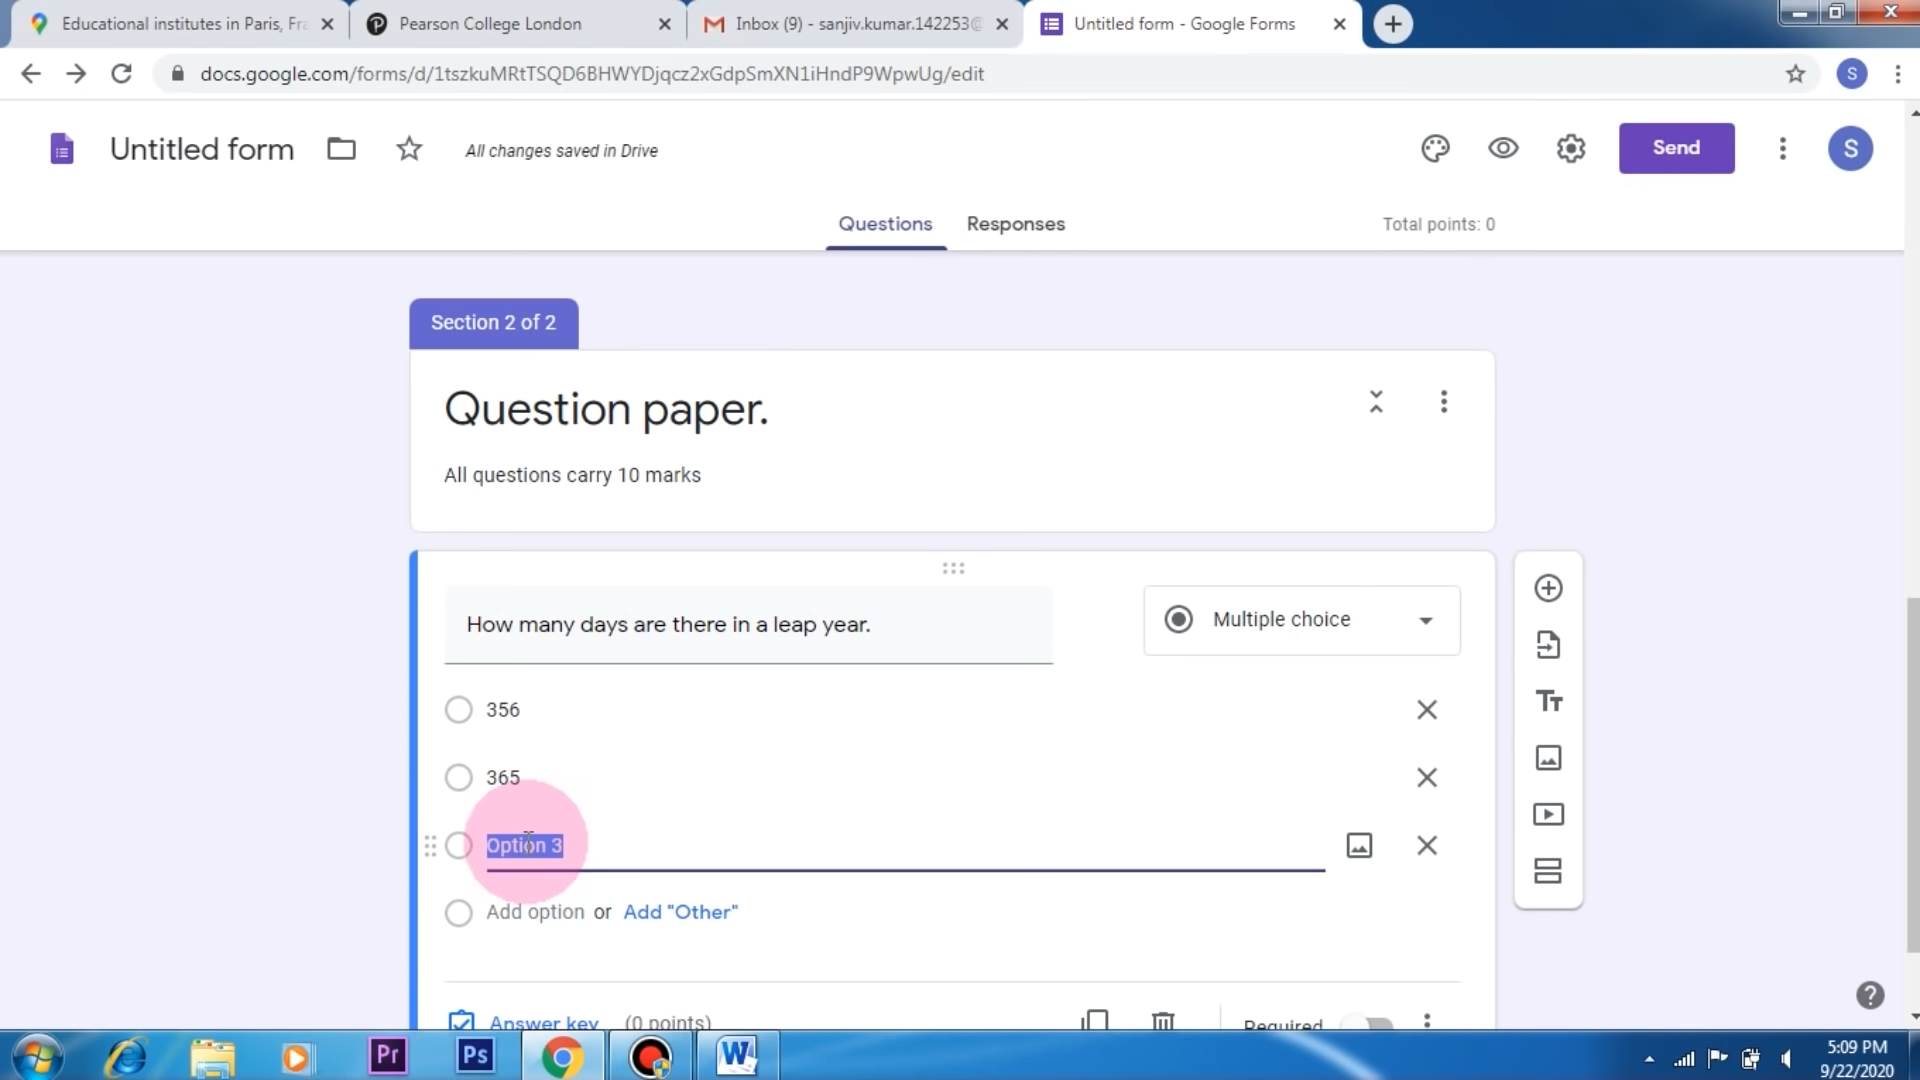 Educational institutes in Paris, Fra
Pearson College London
Inbox (9) - sanjiv.kumar.142253@
Untitled form - Google Forms
docs.google.com/forms/d/1tszkuMRtTSQD6BHWYDjqcz2xGdpSmXN1iHndP9WpwUg/edit
S
Untitled form
All changes saved in Drive
Send
S
Questions
Responses
Total points: 0
Section 2 of 2
Question paper.
All questions carry 10 marks
How many days are there in a leap year.
Multiple choice
356
365
Option 3
Add option or Add "Other"
Answer key (0 points)
Required
Pr
Ps
W
5:09 PM
9/22/2020